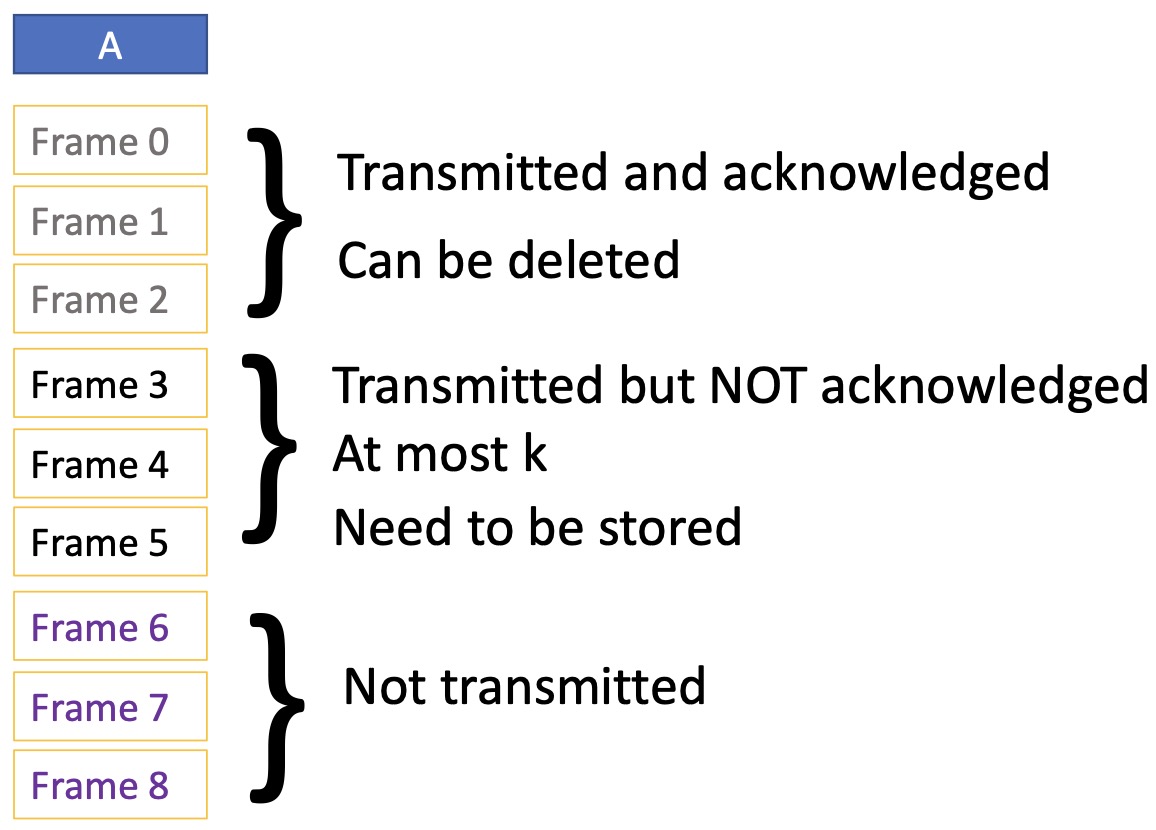 A
Frame 0
Frame 1
Frame 2
Transmitted and acknowledged
Can be deleted
Frame 3
Frame 4
Frame 5
Transmitted but NOT acknowledged
At most k
Need to be stored
Frame 6
Frame 7
Frame 8
Not transmitted